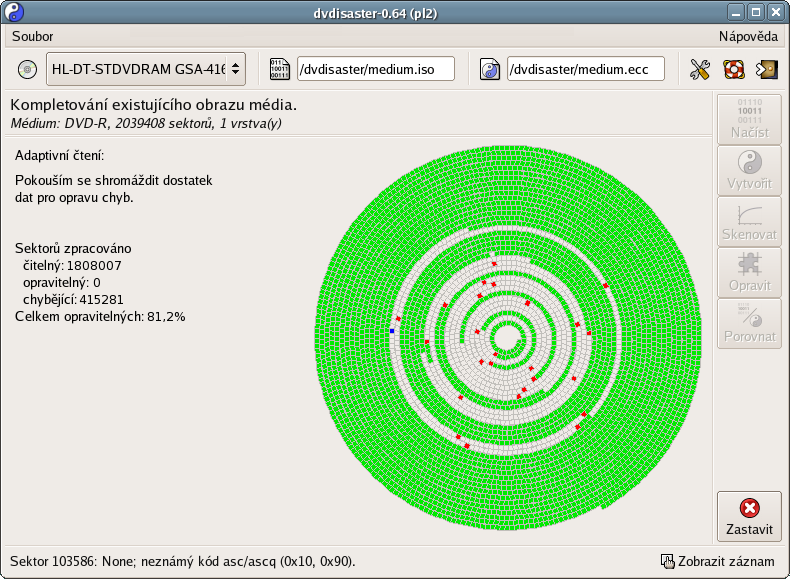 dvdisaster-0.64 (pl2)
Soubor Nápověda
HL-DT-STDVDRAM GSA-416 /dvdisaster/medium.iso /dvdisaster/medium.ecc
Kompletování existujícího obrazu média.
Médium: DVD-R, 2039408 sektorů, 1 vrstva(y)
Adaptivní čtení:
Pokouším se shromáždit dostatek
dat pro opravu chyb.
Sektorů zpracováno
čitelný: 1808007
opravitelný: 0
chybějící: 415281
Celkem opravitelných: 81,2%
01110
10011
00111
Načíst
Vytvořit
Skenovat
Opravit
Porovnat
Zastavit
Sektor 103586: None; neznámý kód asc/ascq (0x10, 0x90).
Zobrazit záznam